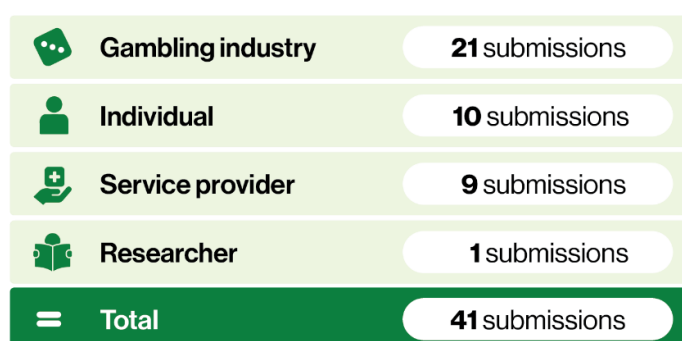 Gambling industry 21 submissions
Individual 10 submissions
Service provider 9 submissions
Researcher 1 submissions
= Total 41 submissions